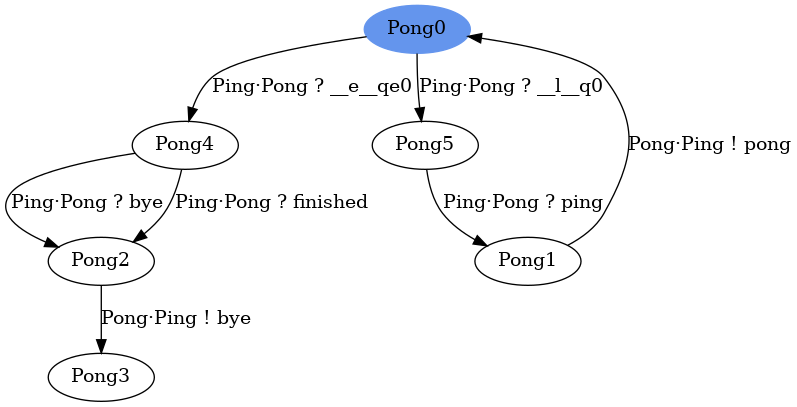 Pong0
Ping·Pong ? __e__qe0
Ping·Pong ? __l__q0
Pong4
Pong5
Pong·Ping ! pong
Ping·Pong ? bye
Ping·Pong ? finished
Ping·Pong ? ping
Pong2
Pong1
Pong·Ping ! bye
Pong3